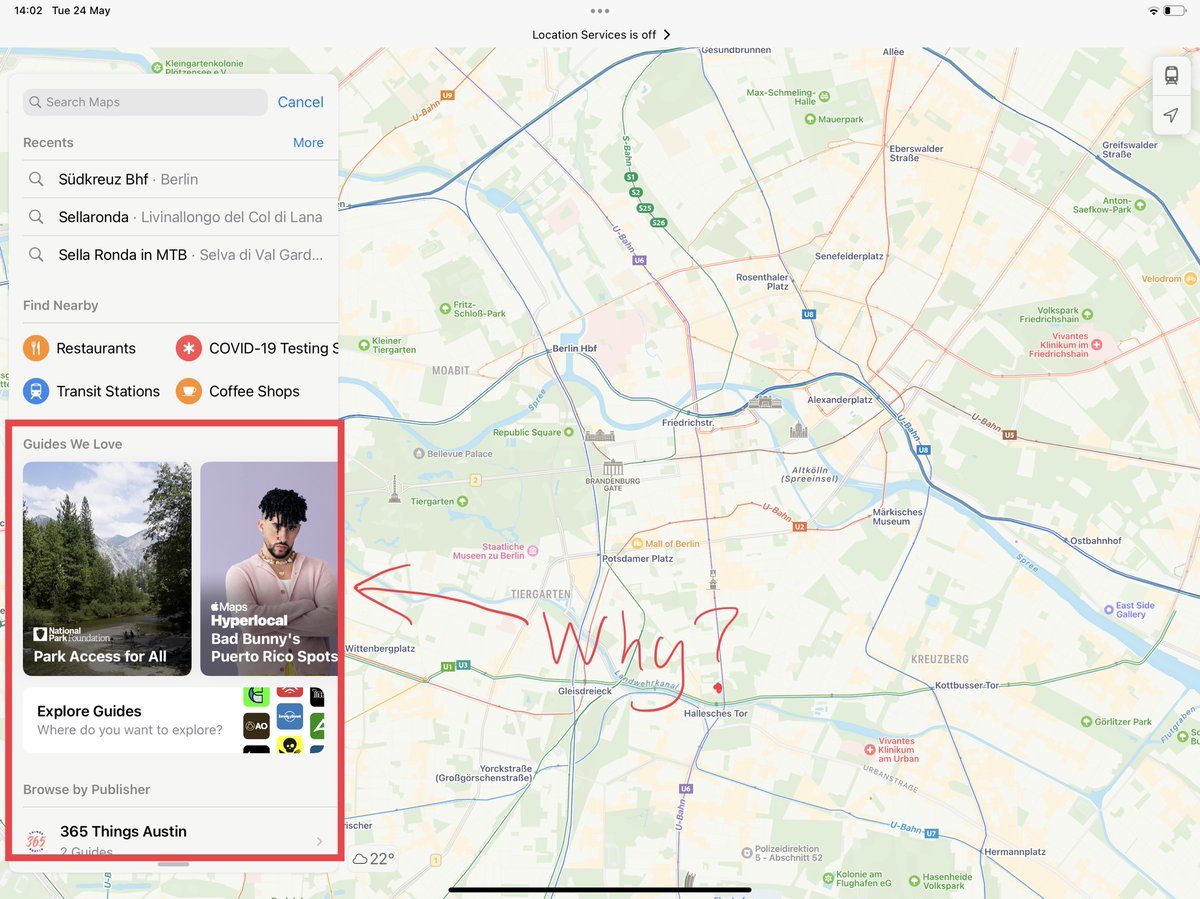 14:02 Tue 24 May
Location Services is off
Search Maps
Cancel
Recents
More
Südkreuz Bhf · Berlin
Sellaronda · Livinallongo del Col di Lana
Sella Ronda in MTB · Selva di Val Gard...
Find Nearby
Restaurants
COVID-19 Testing S
Transit Stations
Coffee Shops
Guides We Love
National
Park Foundation
Park Access for All
Maps
Hyperlocal
Bad Bunny's
Puerto Rico Spots
Explore Guides
Where do you want to explore?
AO
Browse by Publisher
365
365 Things Austin
2 Guides
Why?
Kleingartenkolonie
Plötzensee e.V.
Gesundbrunnen
Allée
U-Bahn
U9
Max-Schmeling-
Halle
Mauerpark
Eberswalder
Straße
Greifswalder
Straße
S-Bahn
S1
S2
S25
S26
Anton-
Saefkow-Park
U-Bahn
U6
Senefelderplatz
Rosenthaler
Platz
Velodrom
U8
Fritz-
Schloß-Park
Volkspark
Friedrichshain
Vivantes
Klinikum im
Friedrichshain
Kleiner
Tiergarten
Berlin Hbf
MOABIT
Spree
Alexanderplatz
Friedrichstr.
U-Bahn
U8
U-Bahn
U5
Republic Square
Bellevue Palace
2
BRANDENBURG
GATE
Altkölln
(Spreeinsel)
Tiergarten
U-Bahn
U2
Märkisches
Museum
Staatliche
Museen zu Berlin
Mall of Berlin
Potsdamer Platz
Ostbahnhof
Spree
TIERGARTEN
East Side
Gallery
Wittenbergplatz
U1
U3
KREUZBERG
Landwehrkanal
Gleisdreieck
Kottbusser Tor
Hallesches Tor
Görlitzer Park
Flutgraben
Vivantes
Klinikum
am Urban
Yorckstraße
(Großgörschenstraße)
URBANSTRAßE
U6
U-Bahn
U-Bahn
U7
Hermannplatz
22°
1
Polizeidirektion
5 - Abschnitt 52
Kolonie am
Flughafen eG
Hasenheide
Volkspark